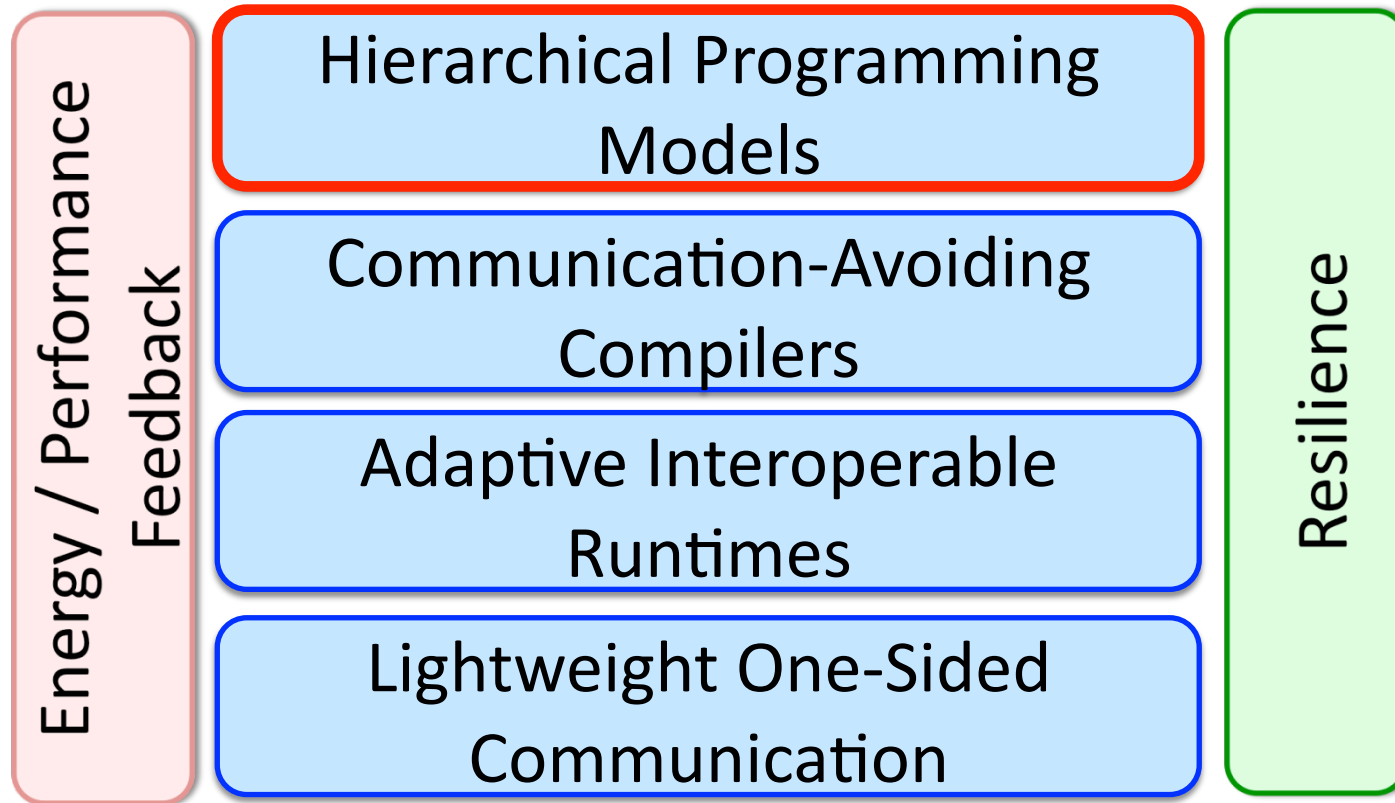 Energy / Performance
Feedback
Hierarchical Programming
Models
Communication-Avoiding
Compilers
Adaptive Interoperable
Runtimes
Lightweight One-Sided
Communication
Resilience